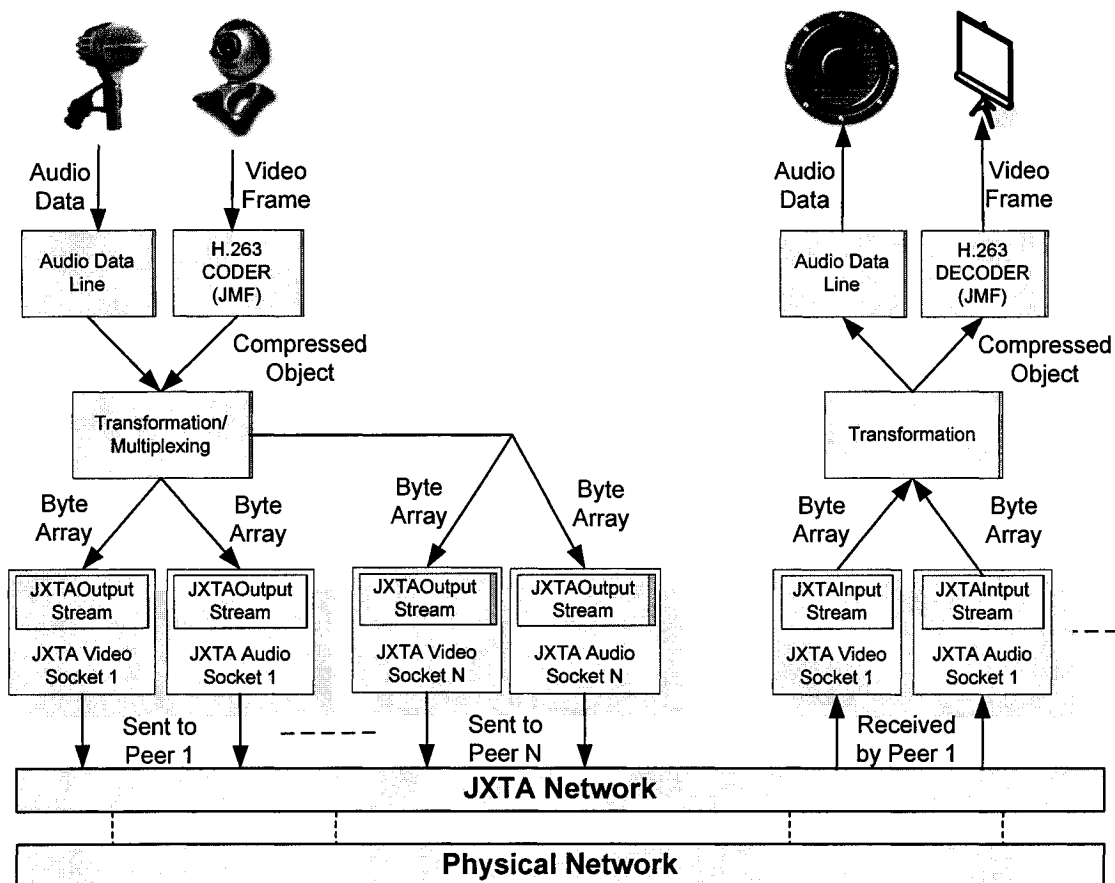 Audio
Data
Video
Frame
Audio
Data
Video
Frame
Audio Data
Line
H.263
CODER
(JMF)
Audio Data
Line
H.263
DECODER
(JMF)
Compressed
Object
Compressed
Object
Transformation/
Multiplexing
Transformation
Byte
Array
Byte
Array
Byte
Array
Byte
Array
Byte
Array
Byte
Array
JXTAOutput
Stream
JXTA Video
Socket 1
JXTAOutput
Stream
JXTA Audio
Socket 1
JXTAOutput
Stream
JXTA Video
Socket N
JXTAOutput
Stream
JXTA Audio
Socket N
JXTAInput
Stream
JXTA Video
Socket 1
JXTAIntput
Stream
JXTA Audio
Socket 1
Sent to
Peer 1
Sent to
Peer N
Received
by Peer 1
JXTA Network
Physical Network